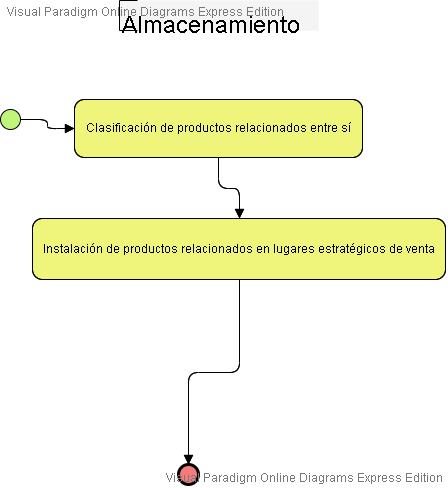 Visual Paradigm Online Diagrams Express Edition
Almacenamiento
Clasificación de productos relacionados entre sí
Instalación de productos relacionados en lugares estratégicos de venta
Visual Paradigm Online Diagrams Express Edition